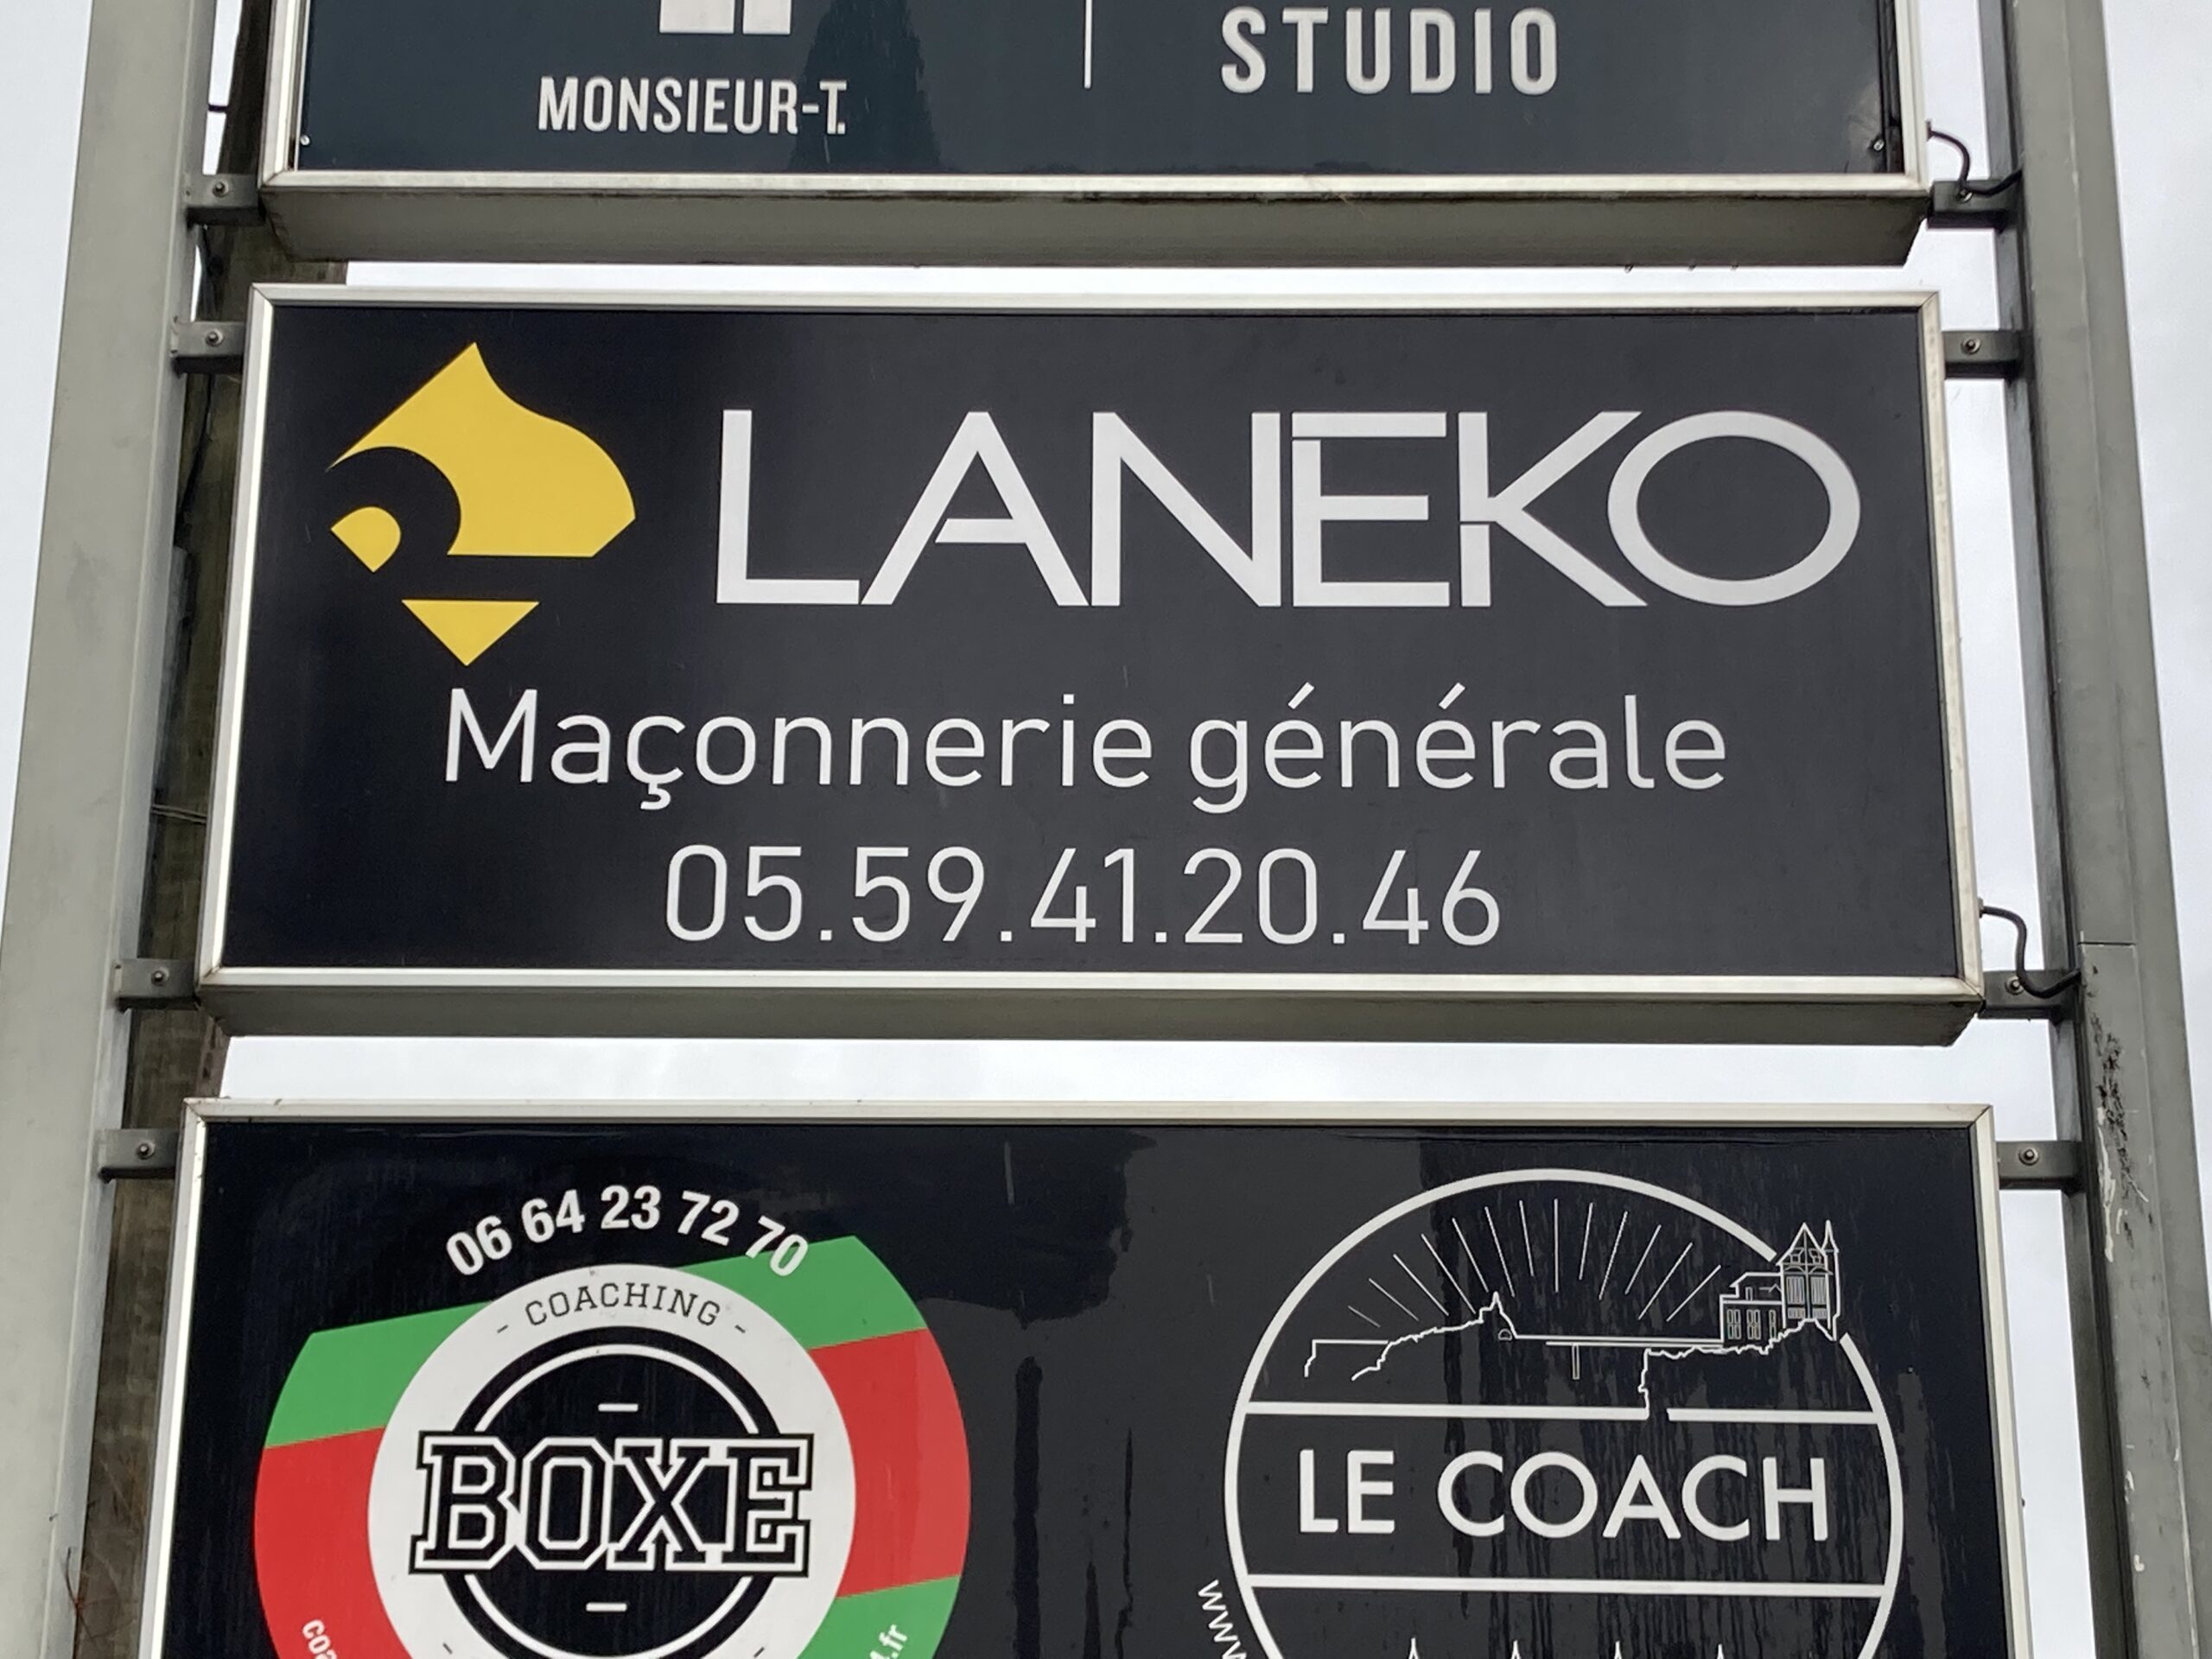 STUDIO
MONSIEUR-T.
LANEKO
Maçonnerie générale
05.59.41.20.46
06 64 23 72 70
- COACHING -
BOXE
LE COACH
www.